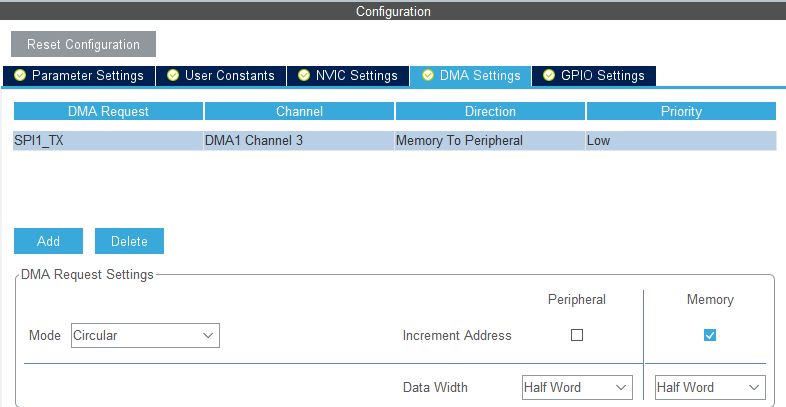 Configuration
Reset Configuration
Parameter Settings User Constants NVIC Settings DMA Settings GPIO Settings
DMA Request Channel Direction Priority
SPI1_TX DMA1 Channel 3 Memory To Peripheral Low
Add Delete
DMA Request Settings
Peripheral Memory
Mode Circular Increment Address
Data Width Half Word Half Word